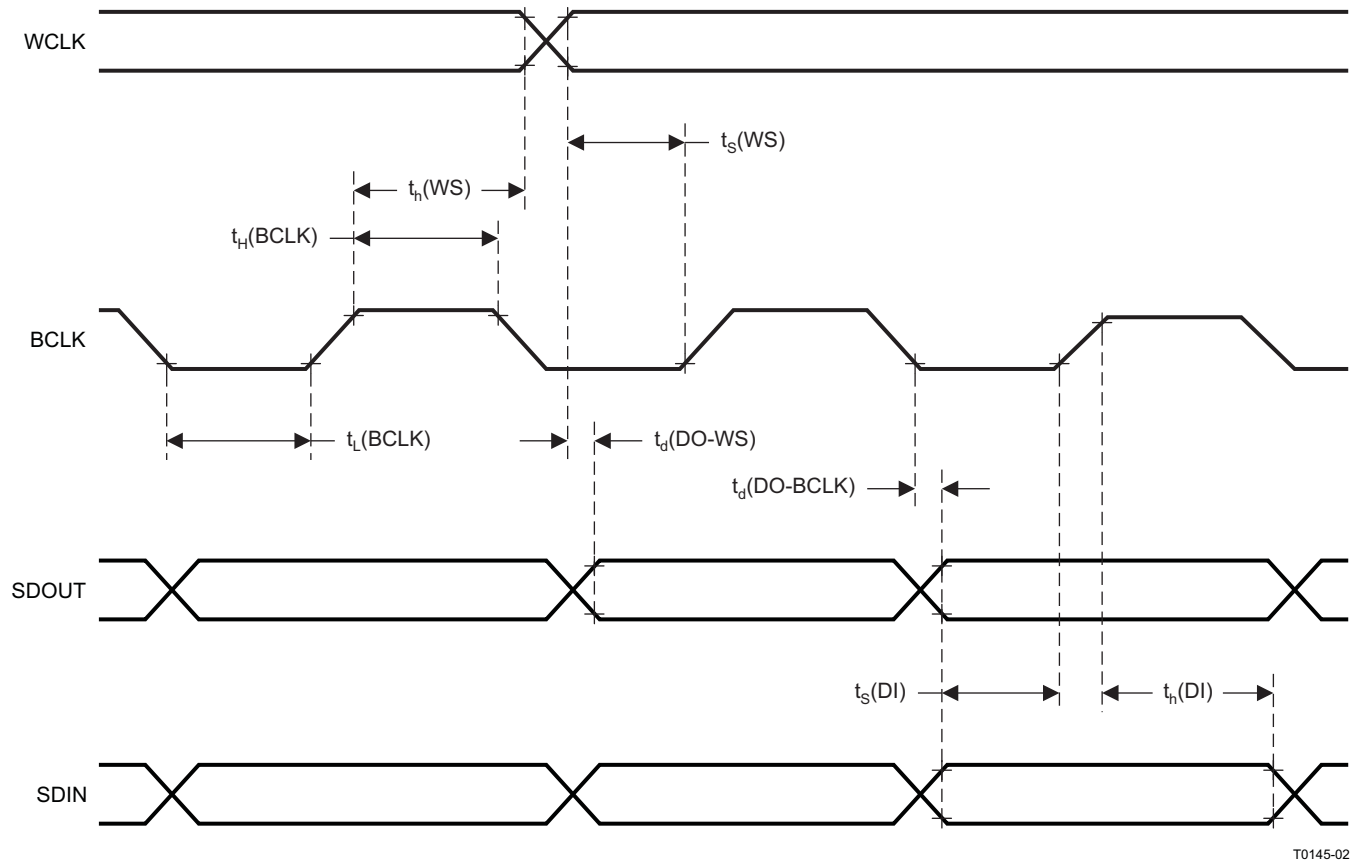 WCLK
tS(WS)
th(WS)
tH(BCLK)
BCLK
tL(BCLK)
td(DO-WS)
td(DO-BCLK)
SDOUT
tS(DI)
th(DI)
SDIN
T0145-02